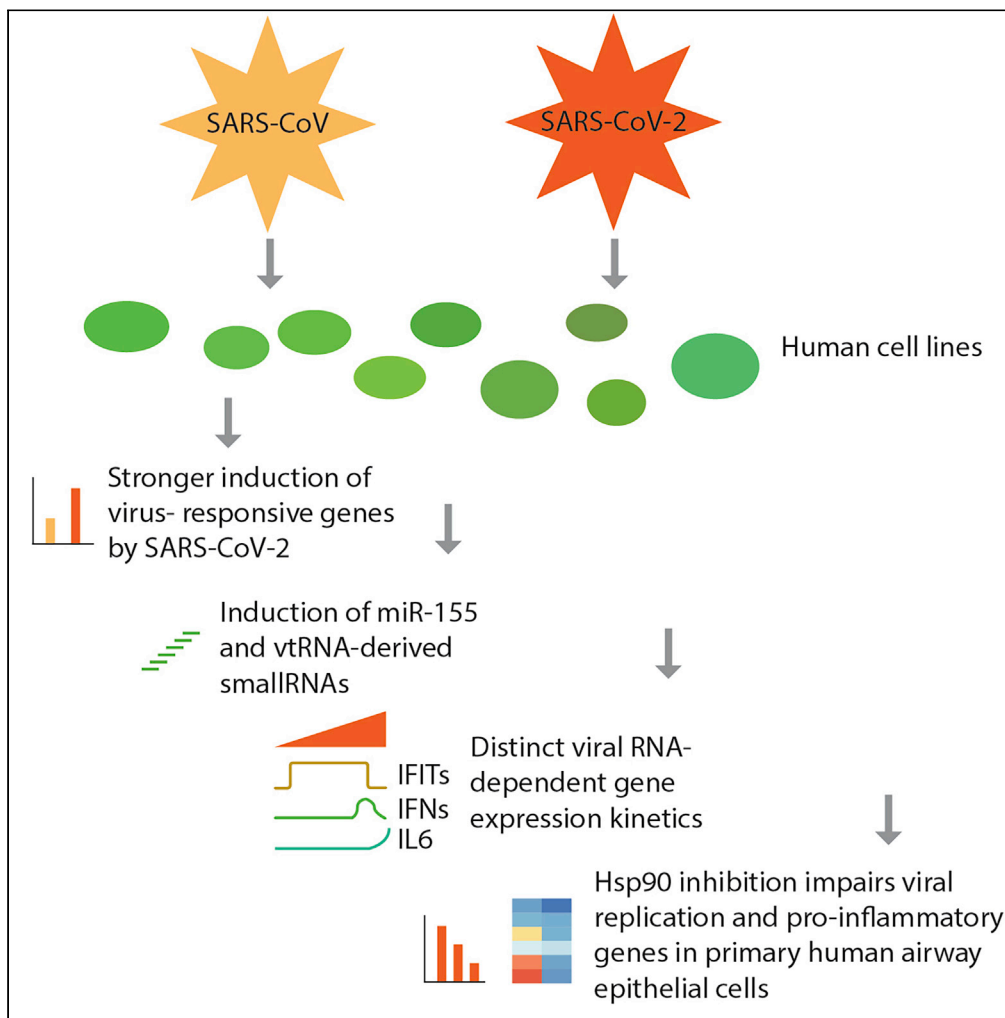 SARS-CoV
SARS-CoV-2
Human cell lines
Stronger induction of
virus- responsive genes
by SARS-CoV-2
Induction of miR-155
and vtRNA-derived
smallRNAs
IFITs
IFNs
IL6
Distinct viral RNA-
dependent gene
expression kinetics
Hsp90 inhibition impairs viral
replication and pro-inflammatory
genes in primary human airway
epithelial cells